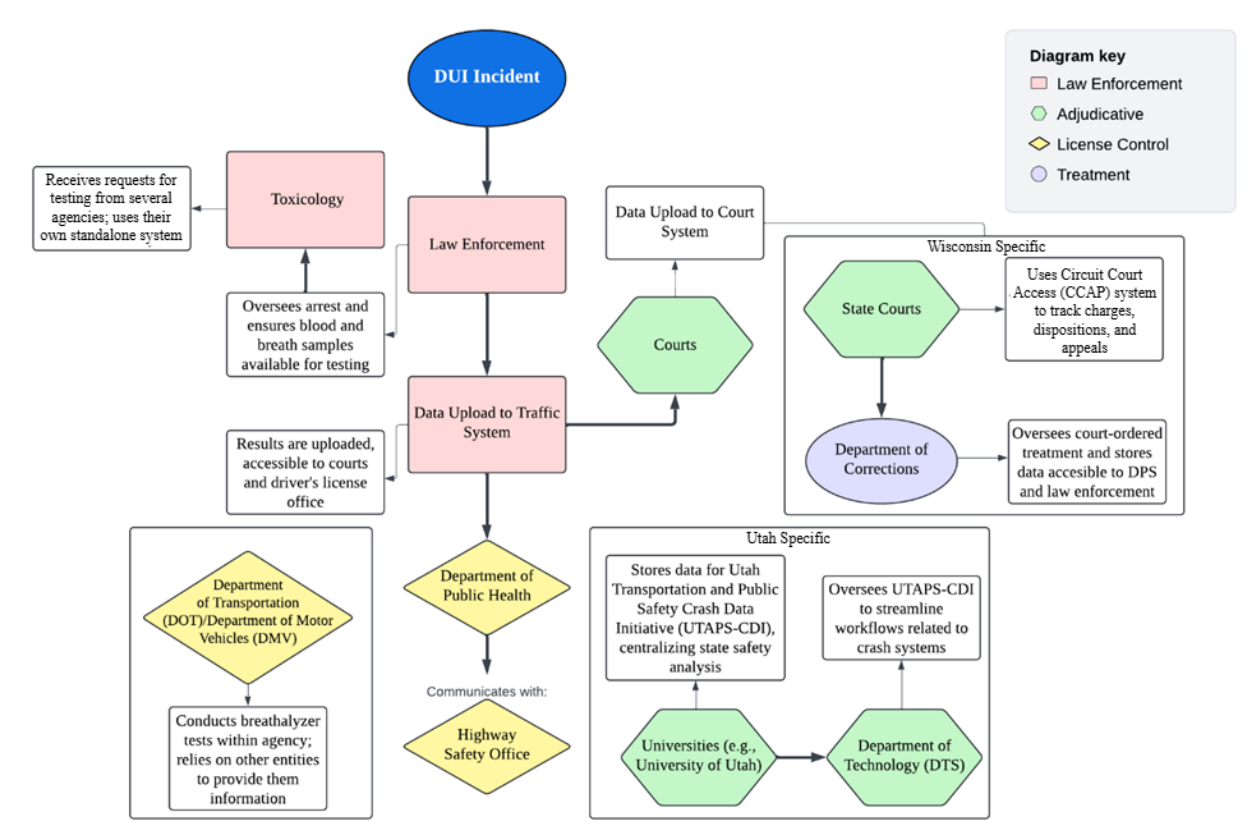 DUI Incident
Diagram key
Law Enforcement
Adjudicative
License Control
Treatment
Receives requests for
testing from several
agencies; uses their
own standalone system
Toxicology
Law Enforcement
Oversees arrest and
ensures blood and
breath samples
available for testing
Data Upload to Court
System
Courts
Data Upload to Traffic
System
Results are uploaded,
accessible to courts
and driver's license
office
Wisconsin Specific
State Courts
Uses Circuit Court
Access (CCAP) system
to track charges,
dispositions, and
appeals
Department of
Corrections
Oversees court-ordered
treatment and stores
data accesible to DPS
and law enforcement
Department
of Transportation
(DOT)/Department of Motor
Vehicles (DMV)
Conducts breathalyzer
tests within agency;
relies on other entities
to provide them
information
Department of
Public Health
Communicates with:
Highway
Safety Office
Utah Specific
Stores data for Utah
Transportation and Public
Safety Crash Data
Initiative (UTAPS-CDI),
centralizing state safety
analysis
Oversees UTAPS-CDI
to streamline
workflows related to
crash systems
Universities (e.g.,
University of Utah)
Department of
Technology (DTS)